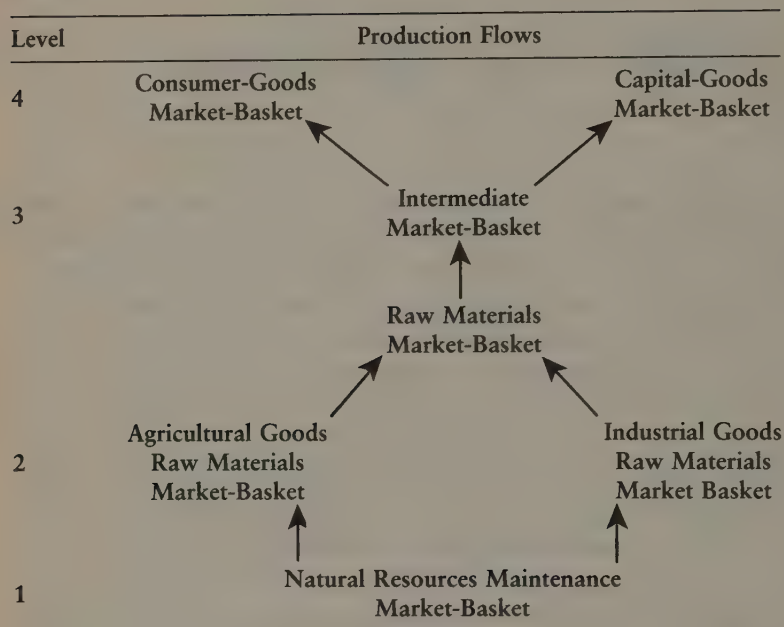 Level Production Flows
4
Consumer-Goods
Market-Basket
Capital-Goods
Market-Basket
3
Intermediate
Market-Basket
Raw Materials
Market-Basket
2
Agricultural Goods
Raw Materials
Market-Basket
Industrial Goods
Raw Materials
Market Basket
1
Natural Resources Maintenance
Market-Basket